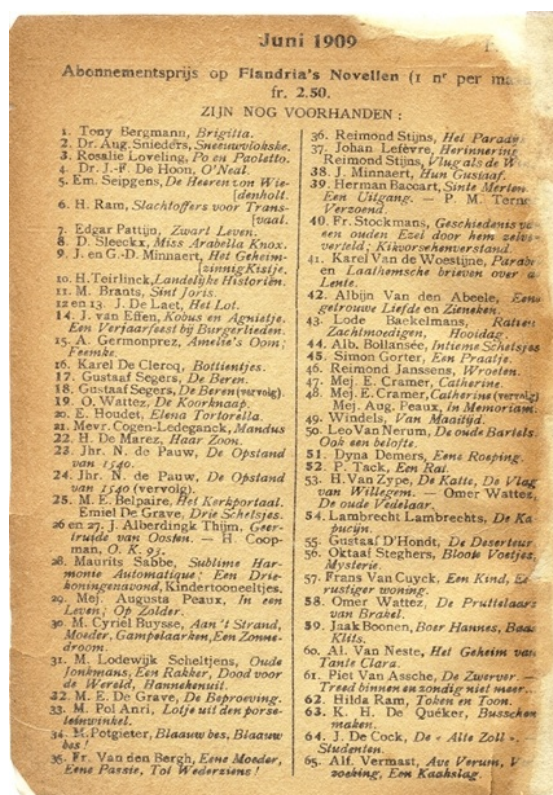 Juni 1909
Abonnementsprijs op Flandria's Novellen (1 nr per
fr. 2.50.
ZIJN NOG VOORHANDEN :
1. Tony Bergmann, Brigitta.
2. Dr. Aug. Snieders, Sneeuwvlokske.
3. Rosalie Loveling, Po en Paoletto.
4. Dr. J.-F. De Hoon, O'Neal.
5. Em. Seipgens, De Heeren von Wie-
[denholt.
6. H. Ram, Slachtoffers voor Trans-
[vaal.
7. Edgar Pattijn, Zwart Leven.
8. D. Sleeckx, Miss Arabella Knox.
9. J. en G.-D. Minnaert, Het Geheim-
[zinnig Kistje.
10. H. Teirlinck, Landelijke Historiën.
11. M. Brants, Sint Joris.
12 en 13. J. De Laet, Het Lot.
14. J. van Effen, Kobus en Agnietje.
Een Verjaarfeest bij Burgerlieden.
15. A. Germonprez, Amelie's Oom;
Feemke.
16. Karel De Clercq, Bottientjes.
17. Gustaaf Segers, De Beren.
18. Gustaaf Segers, De Beren (vervolg).
19. O. Wattez, De Koorknaap.
20. E. Houdet, Elena Tortorella.
21. Mevr. Cogen-Ledeganck, Mandus
22. H. De Marez, Haar Zoon.
23. Jhr. N. de Pauw, De Opstand
van 1540.
24. Jhr. N. de Pauw, De Opstand
van 1540 (vervolg).
25. M. E. Belpaire, Het Kerkportaal.
Emiel De Grave, Drie Schetsjes.
26 en 27. J. Alberdingk Thijm, Geer-
truide van Oosten. — H. Coop-
man, O. K. 93.
28. Maurits Sabbe, Sublime Har-
monie Automatique; Een Drie-
koningenavond, Kindertooneeltjes.
29. Mej. Augusta Peaux, In een
Leven; Op Zolder.
30. M. Cyriel Buysse, Aan 't Strand,
Moeder, Gampelaarken, Een Zonne-
droom.
31. M. Lodewijk Scheltjens, Oude
Jonkmans, Een Rakker, Dood voor
de Wereld, Hannekenuit.
32. M. E. De Grave, De Beproeving.
33. M. Pol Anri, Lotje uit den porse-
leinwinkel.
34. M. Potgieter, Blaauw bes, Blaauw
bes!
35. Fr. Van den Bergh, Eene Moeder,
Eene Passie, Tot Wederziens!
36. Reimond Stijns, Het
37. Johan Lefèvre, Herinnering
Reimond Stijns, Vlug als de
38. J. Minnaert, Hun Gustaaf.
39. Herman Baccart, Sinte Merten.
Een Uitgang. — P. M.
Verzoend.
40. Fr. Stockmans, Geschiedenis
een ouden Ezel door hem zelve
verteld; Kikvorschenverstand.
41. Karel Van de Woestijne,
en Laathemsche brieven over
Lente.
42. Albijn Van den Abeele, Eene
getrouwe Liefde en Zieneken.
43. Lode Baekelmans,
Zachtmoedigen, Hooidag.
44. Alb. Bollansée, Intieme Schetsjes
45. Simon Gorter, Een Praatje.
46. Reimond Janssens, Wroeten.
47. Mej. E. Cramer, Catherine.
48. Mej. E. Cramer, Catherine (vervolg)
Mej. Aug. Peaux, In Memoriam.
49. Windels, Van Maaitijd.
50. Leo Van Nerum, De oude Bartels.
Ook een belofte.
51. Dyna Demers, Eene Roeping.
52. P. Tack, Een Rat.
53. H. Van Zype, De Katte, De Vlag
van Willegem. — Omer Wattez,
De oude Vedelaar.
54. Lambrecht Lambrechts, De Ka-
pucijn.
55. Gustaaf D'Hondt, De Deserteur.
56. Oktaaf Steghers, Bloote Voetjes,
Mysterie.
57. Frans Van Cuyck, Een Kind,
rustiger woning.
58. Omer Wattez, De Pruttelaars
van Brakel.
59. Jaak Boonen, Boer Hannes, Baas
Klits.
60. Al. Van Neste, Het Geheim van
Tante Clara.
61. Piet Van Assche, De Zwerver. —
Treed binnen en zondig niet meer...
62. Hilda Ram, Token en Toon.
63. K. H. De Quéker, Busschen
maken.
64. J. De Cock, De « Alte Zoll ». —
Studenten.
65. Alf. Vermast, Ave Verum,
zoeking, Een Kaakslag.